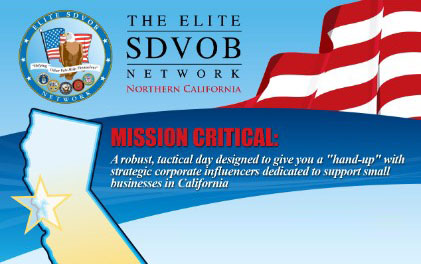 ELITE SDVOB
NETWORK
THE ELITE
SDVOB
NETWORK
NORTHERN CALIFORNIA
MISSION CRITICAL:
A robust, tactical day designed to give you a "hand-up" with
strategic corporate influencers dedicated to support small
businesses in California